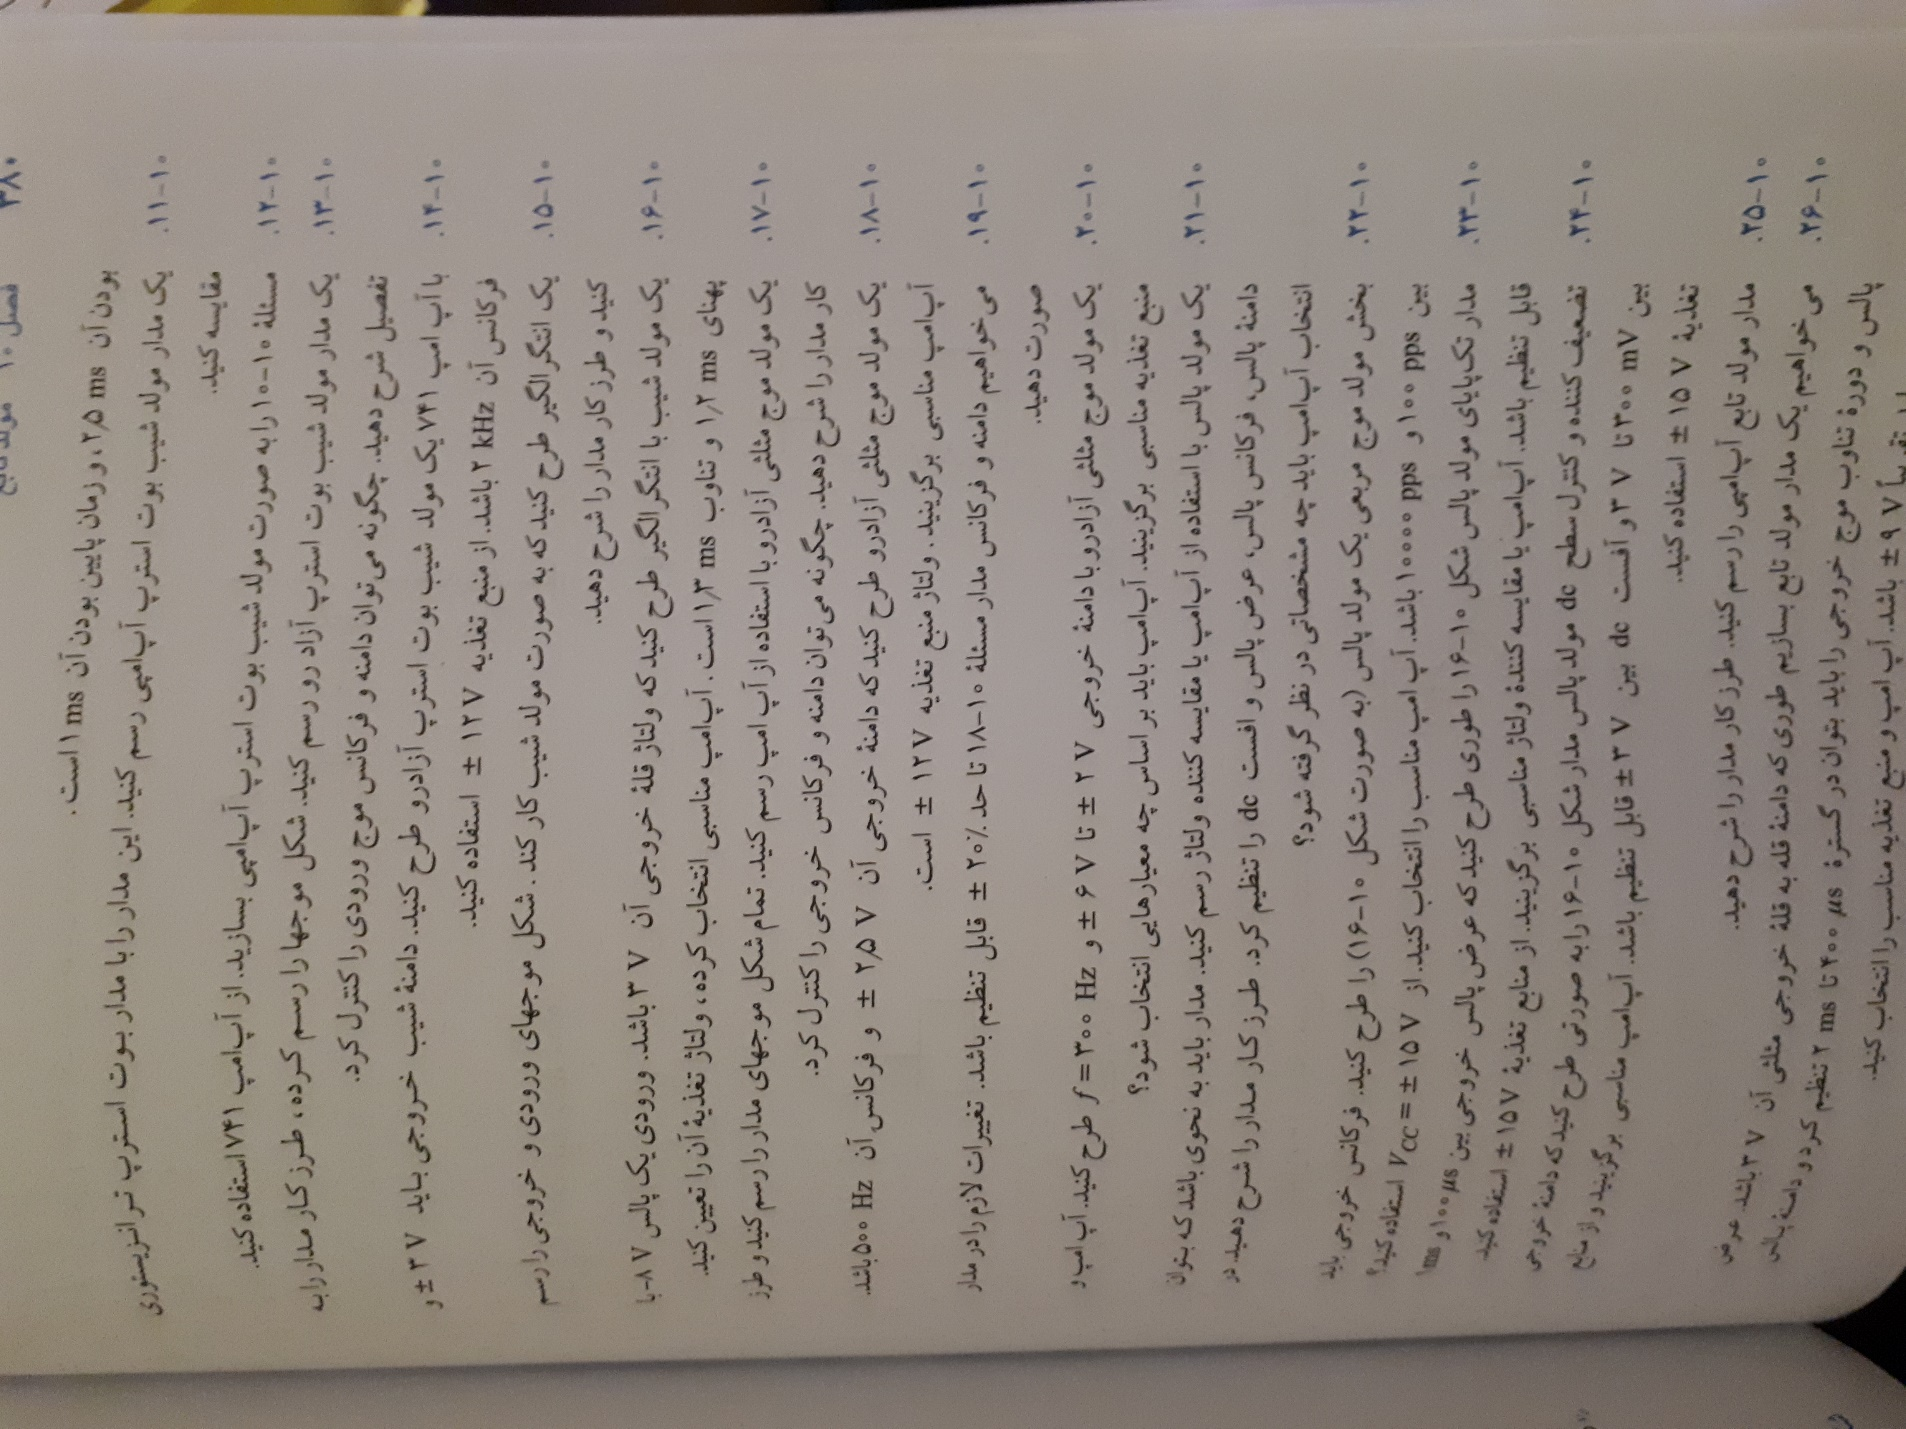 ۳۸۰
فصل ۱۰ مولد تابع
بودن آن ۲٫۵ ms، و زمان پایین بودن آن ۱ ms است.
۱۰-۱۱. یک مدار مولد شیب بوت استرپ آپ‌امپی رسم کنید. این مدار را با مدار بوت استرپ ترانزیستوری
مقایسه کنید.
۱۰-۱۲. مسئلهٔ ۱۰-۱۰ را به صورت مولد شیب بوت استرپ آپ‌امپی بسازید. از آپ‌امپ ۷۴۱ استفاده کنید.
۱۰-۱۳. یک مدار مولد شیب بوت استرپ آزاد رو رسم کنید. شکل موجها را رسم کرده، طرز کار مدار را به
تفصیل شرح دهید. چگونه می‌توان دامنه و فرکانس موج ورودی را کنترل کرد.
۱۰-۱۴. با آپ امپ ۷۴۱ یک مولد شیب بوت استرپ آزادرو طرح کنید. دامنهٔ شیب خروجی باید ± ۳ V و
فرکانس آن ۲ kHz باشد. از منبع تغذیه ± ۱۲ V استفاده کنید.
۱۰-۱۵. یک انتگرالگیر طرح کنید که به صورت مولد شیب کار کند. شکل موجهای ورودی و خروجی را رسم
کنید و طرز کار مدار را شرح دهید.
۱۰-۱۶. یک مولد شیب با انتگرالگیر طرح کنید که ولتاژ قلهٔ خروجی آن ۳ V باشد. ورودی یک پالس ‎-۸ V با
پهنای ۱٫۲ ms و تناوب ۱٫۳ ms است. آپ‌امپ مناسبی انتخاب کرده، ولتاژ تغذیهٔ آن را تعیین کنید.
۱۰-۱۷. یک مولد موج مثلثی آزادرو با استفاده از آپ امپ رسم کنید. تمام شکل موجهای مدار را رسم کنید و طرز
کار مدار را شرح دهید. چگونه می‌توان دامنه و فرکانس خروجی را کنترل کرد.
۱۰-۱۸. یک مولد موج مثلثی آزادرو طرح کنید که دامنهٔ خروجی آن ± ۲٫۵ V و فرکانس آن ۵۰۰ Hz باشد.
آپ‌امپ مناسبی برگزینید. ولتاژ منبع تغذیه ± ۱۲ V است.
۱۰-۱۹. می‌خواهیم دامنه و فرکانس مدار مسئلهٔ ۱۰-۱۸ تا حد ± ۲۰٪ قابل تنظیم باشد. تغییرات لازم را در مدار
صورت دهید.
۱۰-۲۰. یک مولد موج مثلثی آزادرو با دامنهٔ خروجی ± ۲ V تا ± ۶ V و f = ۳۰۰ Hz طرح کنید. آپ امپ و
منبع تغذیه مناسبی برگزینید. آپ‌امپ باید بر اساس چه معیارهایی انتخاب شود؟
۱۰-۲۱. یک مولد پالس با استفاده از آپ‌امپ یا مقایسه کننده ولتاژ رسم کنید. مدار باید به نحوی باشد که بتوان
دامنهٔ پالس، فرکانس پالس، عرض پالس و افست dc را تنظیم کرد. طرز کار مدار را شرح دهید. در
انتخاب آپ‌امپ باید چه مشخصاتی در نظر گرفته شود؟
۱۰-۲۲. بخش مولد موج مربعی یک مولد پالس (به صورت شکل ۱۰-۱۶) را طرح کنید. فرکانس خروجی باید
بین ۱۰۰ pps و ۱۰۰۰۰ pps باشد. آپ امپ مناسب را انتخاب کنید. از V_CC = ± ۱۵ V استفاده کنید؟
۱۰-۲۳. مدار تک‌پایای مولد پالس شکل ۱۰-۱۶ را طوری طرح کنید که عرض پالس خروجی بین ۱۰۰ μs و ۱ ms
قابل تنظیم باشد. آپ‌امپ یا مقایسه کنندهٔ ولتاژ مناسبی برگزینید. از منابع تغذیهٔ ± ۱۵ V استفاده کنید.
۱۰-۲۴. تضعیف کننده و کنترل سطح dc مولد پالس مدار شکل ۱۰-۱۶ را به صورتی طرح کنید که دامنهٔ خروجی
بین ۳۰۰ mV تا ۳ V و اُفست dc بین ± ۳ V قابل تنظیم باشد. آپ‌امپ مناسبی برگزینید و از منابع
تغذیهٔ ± ۱۵ V استفاده کنید.
۱۰-۲۵. مدار مولد تابع آپ‌امپی را رسم کنید. طرز کار مدار را شرح دهید.
۱۰-۲۶. می خواهیم یک مدار مولد تابع بسازیم طوری که دامنهٔ قله به قلهٔ خروجی مثلثی آن ۳ V باشد. عرض
پالس و دورهٔ تناوب موج خروجی را باید بتوان در گسترهٔ ۴۰۰ μs تا ۲ ms تنظیم کرد و دامنهٔ پالس
± ۹ V باشد. آپ امپ و منبع تغذیه مناسب را انتخاب کنید.